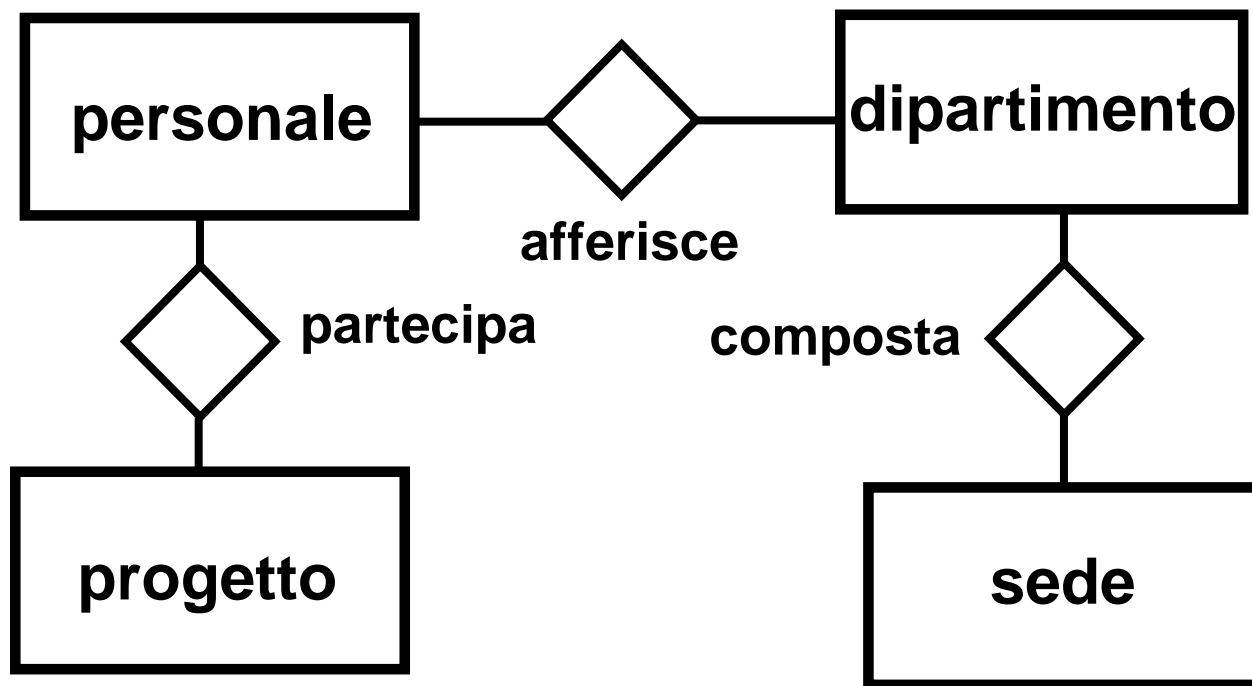 personale
dipartimento
afferisce
partecipa
composta
progetto
sede